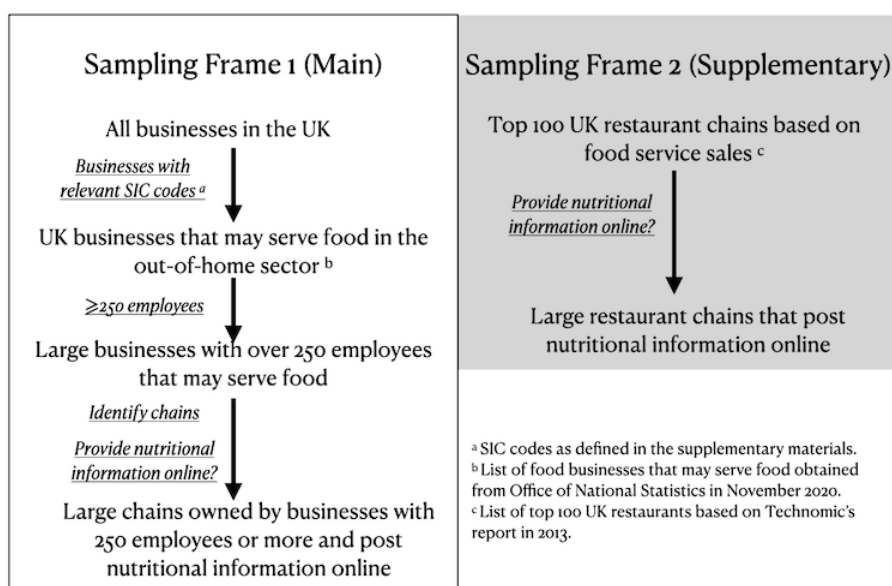 Sampling Frame 1 (Main)
All businesses in the UK
Businesses with
relevant SIC codes ᵃ
UK businesses that may serve food in the
out-of-home sector ᵇ
≥250 employees
Large businesses with over 250 employees
that may serve food
Identify chains
Provide nutritional
information online?
Large chains owned by businesses with
250 employees or more and post
nutritional information online
Sampling Frame 2 (Supplementary)
Top 100 UK restaurant chains based on
food service sales ᶜ
Provide nutritional
information online?
Large restaurant chains that post
nutritional information online
ᵃ SIC codes as defined in the supplementary materials.
ᵇ List of food businesses that may serve food obtained
from Office of National Statistics in November 2020.
ᶜ List of top 100 UK restaurants based on Technomic's
report in 2013.